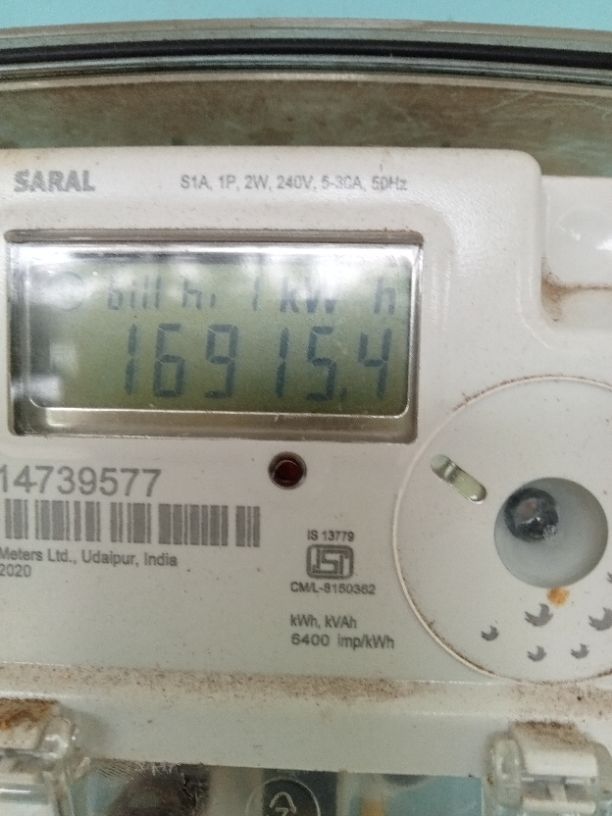 SARAL
S1A, 1P, 2W, 240V, 5-30A, 50Hz
bill hi 1 kW h
16915.4
14739577
Meters Ltd., Udaipur, India
2020
IS 13779
ISI
CM/L-8150362
kWh, kVAh
6400 imp/kWh